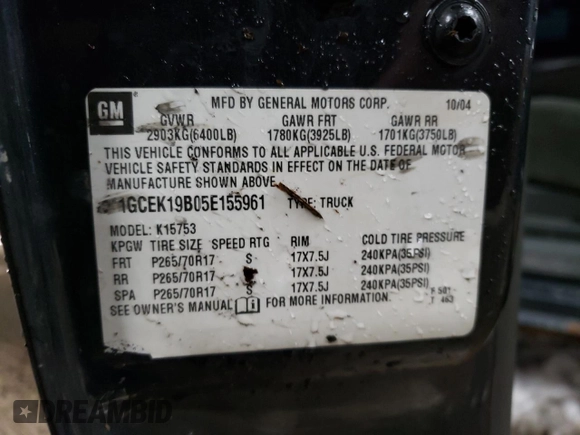 GM MFD BY GENERAL MOTORS CORP. 10/04
GVWR GAWR FRT GAWR RR
2903KG(6400LB) 1780KG(3925LB) 1701KG(3750LB)
THIS VEHICLE CONFORMS TO ALL APPLICABLE U.S. FEDERAL MOTOR
VEHICLE SAFETY STANDARDS IN EFFECT ON THE DATE OF
MANUFACTURE SHOWN ABOVE.
1GCEK19B05E155961 TYPE: TRUCK
MODEL: K15753
KPGW TIRE SIZE SPEED RTG RIM COLD TIRE PRESSURE
FRT P265/70R17 S 17X7.5J 240KPA(35PSI)
RR P265/70R17 17X7.5J 240KPA(35PSI)
SPA P265/70R17 S 17X7.5J 240KPA(35PSI)
SEE OWNER'S MANUAL FOR MORE INFORMATION.
F 501
T 463
DREAMBID